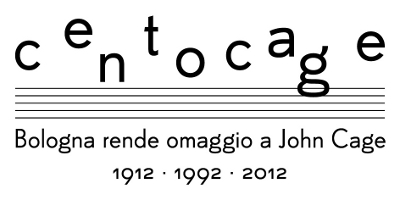 centocage
Bologna rende omaggio a John Cage
1912 · 1992 · 2012